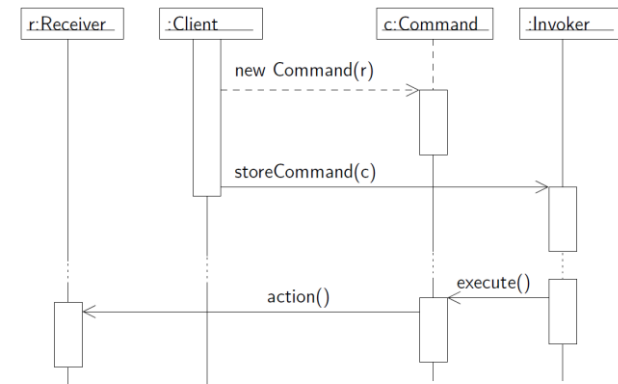 r:Receiver
:Client
c:Command
:Invoker
new Command(r)
storeCommand(c)
execute()
action()